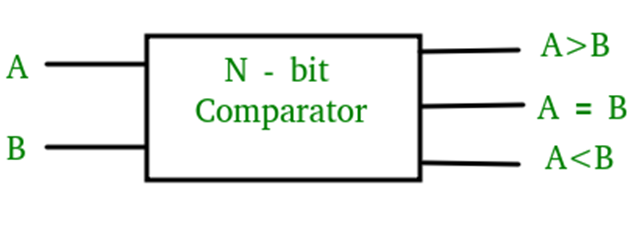 A
B
N - bit
Comparator
A>B
A = B
A<B